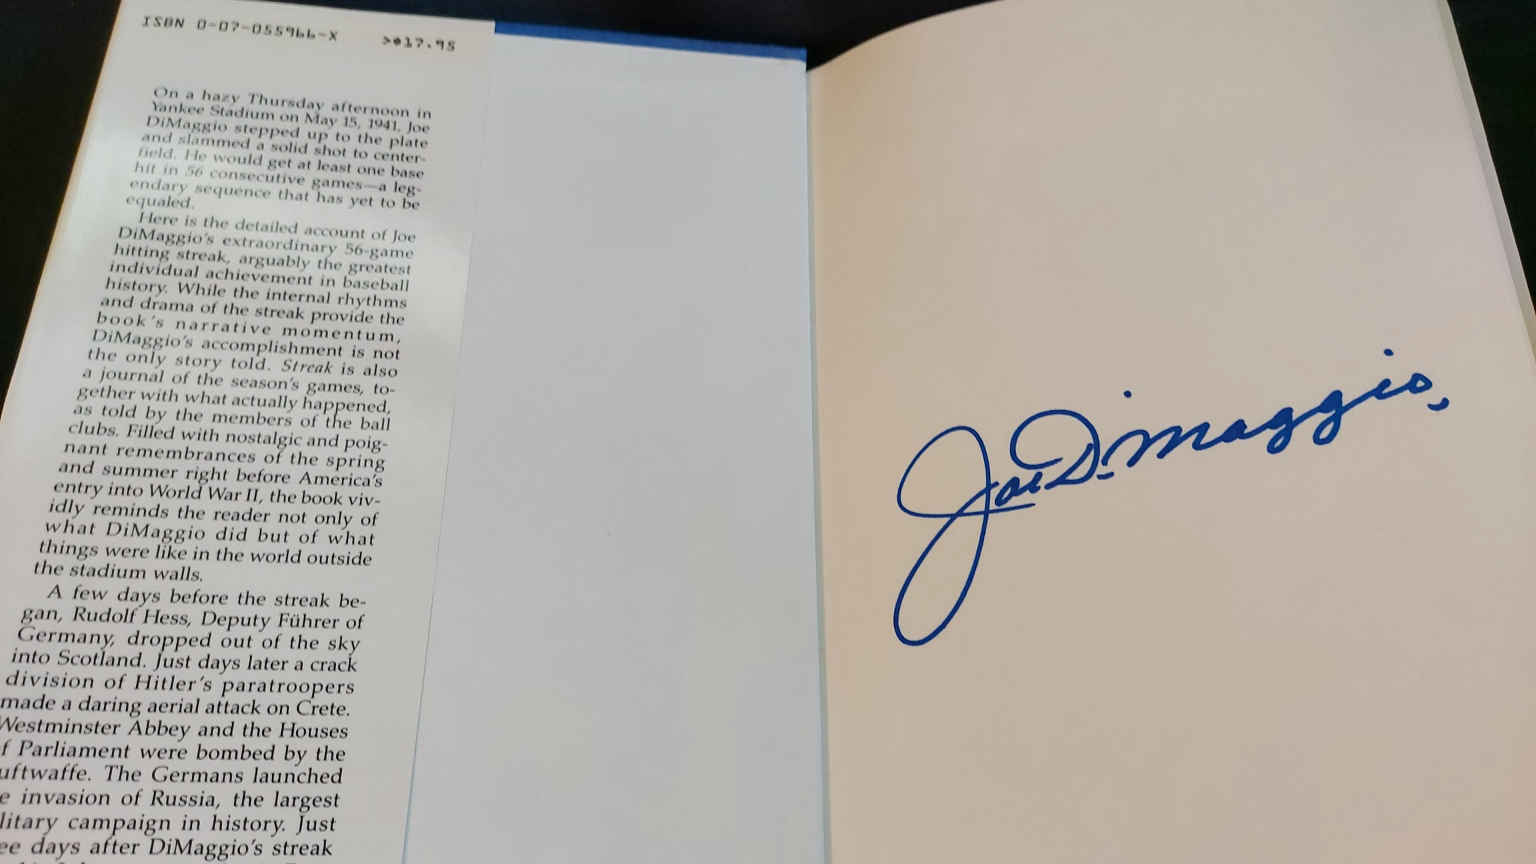 ISBN 0-07-055966-X >$17.95
On a hazy Thursday afternoon in
Yankee Stadium on May 15, 1941, Joe
DiMaggio stepped up to the plate
and slammed a solid shot to center-
field. He would get at least one base
hit in 56 consecutive games—a leg-
endary sequence that has yet to be
equaled.
Here is the detailed account of Joe
DiMaggio's extraordinary 56-game
hitting streak, arguably the greatest
individual achievement in baseball
history. While the internal rhythms
and drama of the streak provide the
book's narrative momentum,
DiMaggio's accomplishment is not
the only story told. Streak is also
a journal of the season's games, to-
gether with what actually happened,
as told by the members of the ball
clubs. Filled with nostalgic and poig-
nant remembrances of the spring
and summer right before America's
entry into World War II, the book viv-
idly reminds the reader not only of
what DiMaggio did but of what
things were like in the world outside
the stadium walls.
A few days before the streak be-
gan, Rudolf Hess, Deputy Führer of
Germany, dropped out of the sky
into Scotland. Just days later a crack
division of Hitler's paratroopers
made a daring aerial attack on Crete.
Westminster Abbey and the Houses
of Parliament were bombed by the
uftwaffe. The Germans launched
e invasion of Russia, the largest
litary campaign in history. Just
ee days after DiMaggio's streak
Joe DiMaggio